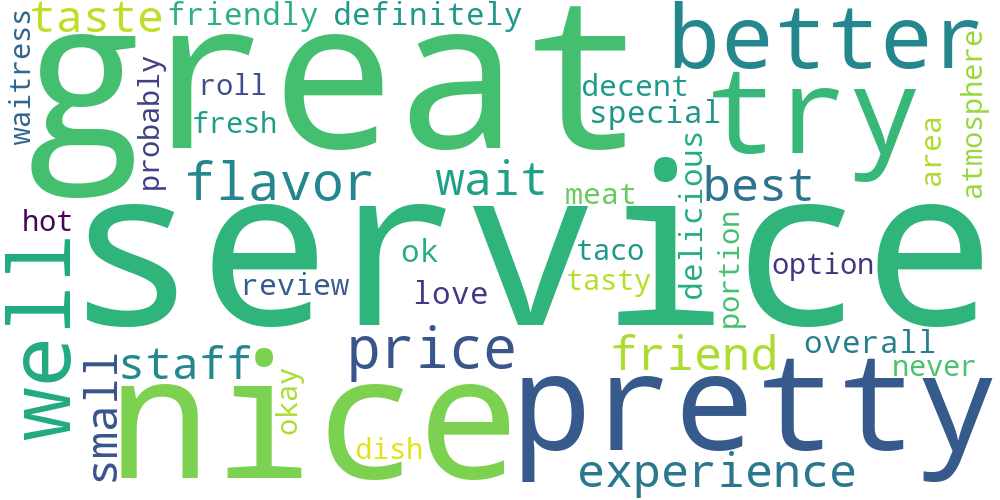 taste
friendly
definitely
better
great
waitress
probably
roll
fresh
decent
special
try
area
atmosphere
flavor
wait
meat
delicious
best
hot
service
ok
taco
tasty
portion
option
review
love
well
small
staff
price
friend
overall
never
nice
okay
dish
pretty
experience